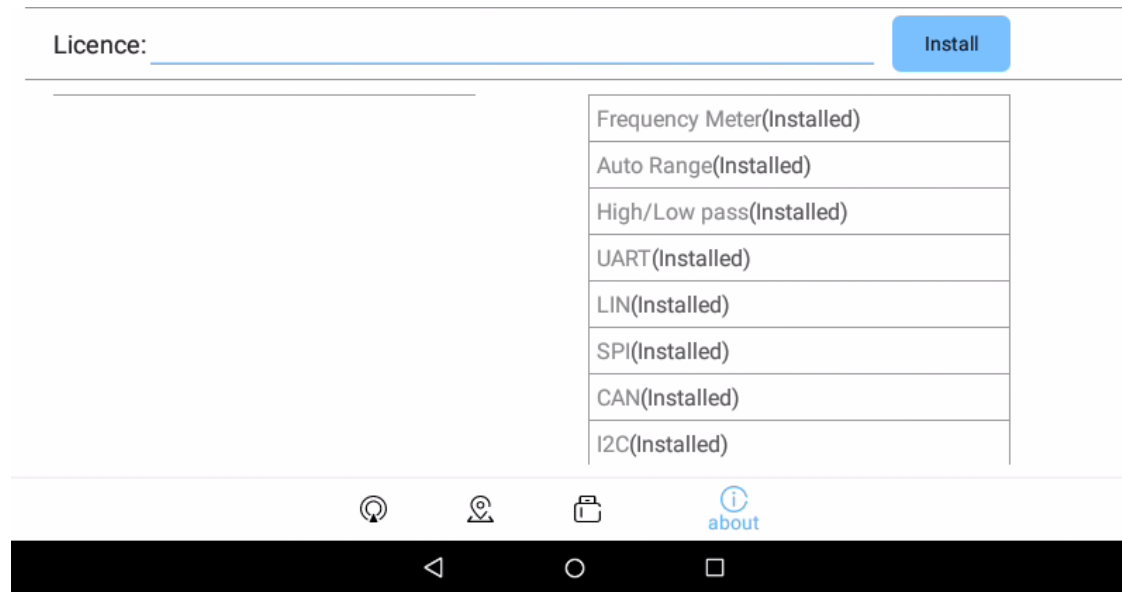 Licence:
Install
Frequency Meter(Installed)
Auto Range(Installed)
High/Low pass(Installed)
UART(Installed)
LIN(Installed)
SPI(Installed)
CAN(Installed)
I2C(Installed)
about